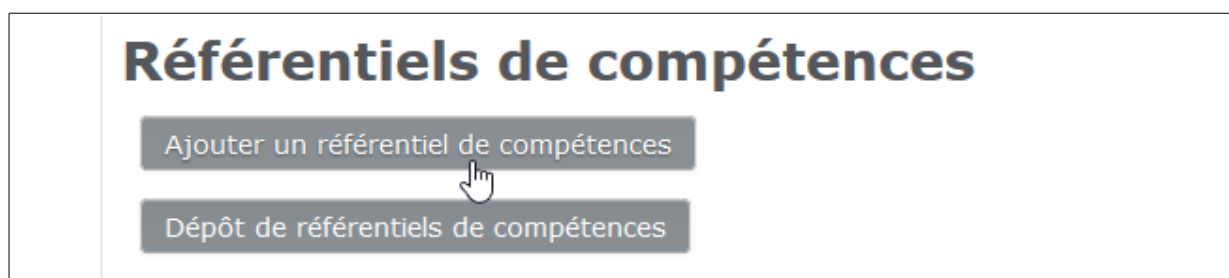 Référentiels de compétences
Ajouter un référentiel de compétences
Dépôt de référentiels de compétences